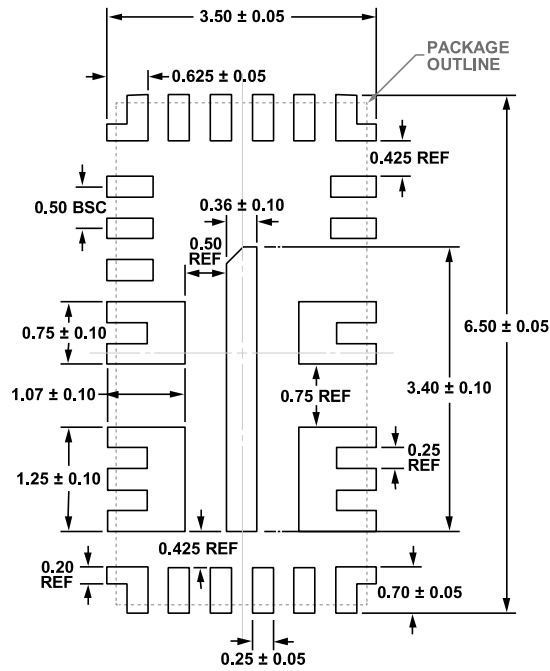 3.50 ± 0.05
PACKAGE
OUTLINE
0.625 ± 0.05
0.425 REF
0.36 ± 0.10
0.50 BSC
0.50
REF
6.50 ± 0.05
0.75 ± 0.10
3.40 ± 0.10
1.07 ± 0.10
0.75 REF
0.25
REF
1.25 ± 0.10
0.425 REF
0.20
REF
0.70 ± 0.05
0.25 ± 0.05